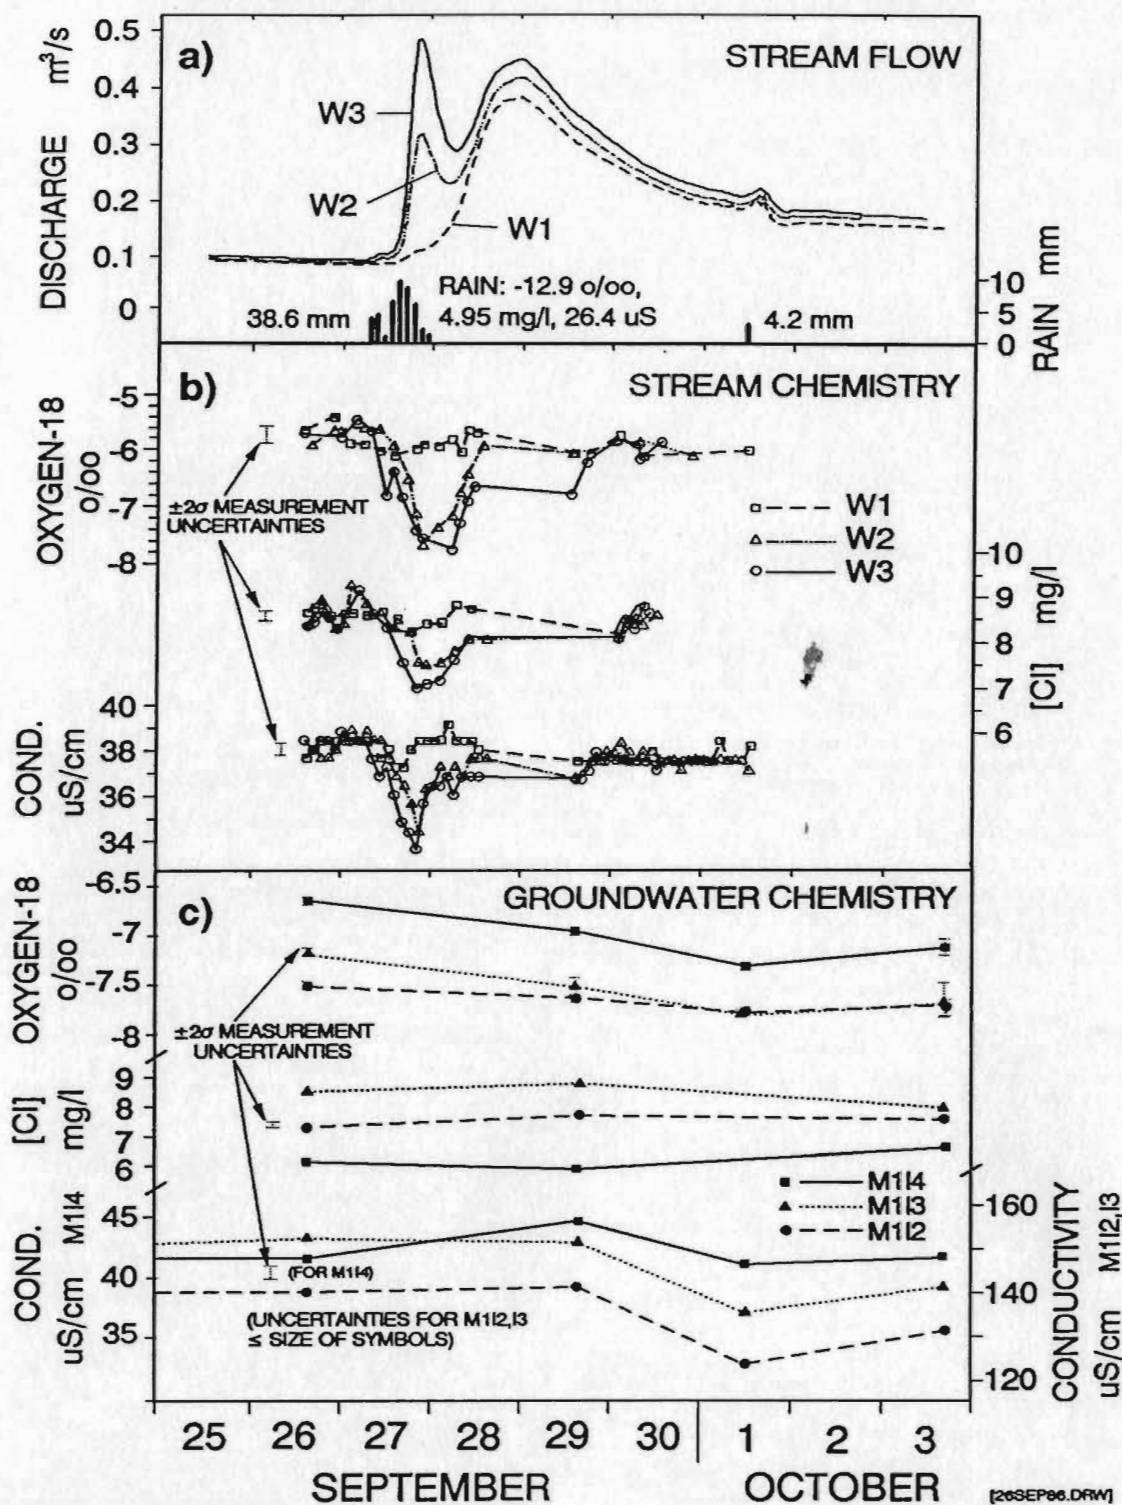 a)
STREAM FLOW
DISCHARGE m³/s
0.5
0.4
0.3
0.2
0.1
0
W3
W2
W1
RAIN: -12.9 o/oo,
4.95 mg/l, 26.4 uS
38.6 mm
4.2 mm
RAIN mm
10
5
0
b)
STREAM CHEMISTRY
OXYGEN-18
o/oo
-5
-6
-7
-8
±2σ MEASUREMENT
UNCERTAINTIES
W1
W2
W3
[Cl] mg/l
10
9
8
7
6
COND.
uS/cm
40
38
36
34
c)
GROUNDWATER CHEMISTRY
OXYGEN-18
o/oo
-6.5
-7
-7.5
-8
±2σ MEASUREMENT
UNCERTAINTIES
[Cl]
mg/l
9
8
7
6
M1I4
M1I3
M1I2
COND.
uS/cm M1I4
45
40
35
(FOR M1I4)
(UNCERTAINTIES FOR M1I2,I3
≤ SIZE OF SYMBOLS)
CONDUCTIVITY
uS/cm M1I2,I3
160
140
120
25 26 27 28 29 30 1 2 3
SEPTEMBER OCTOBER
[26SEP86.DRW]